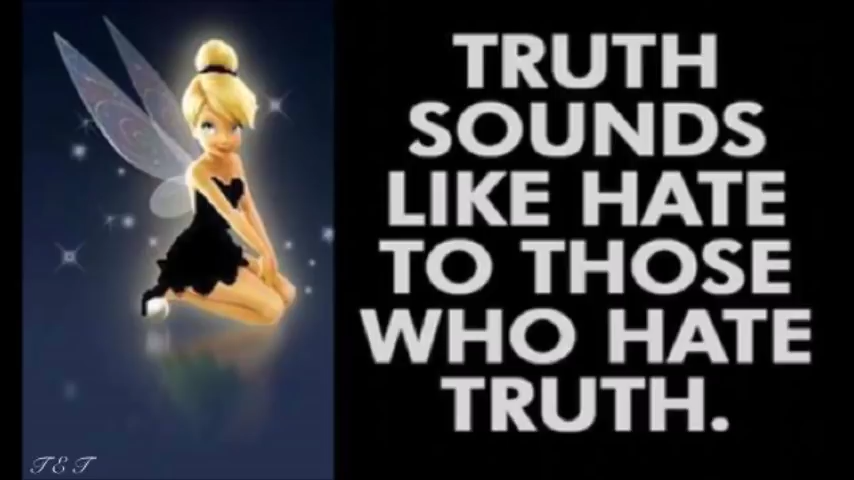 TRUTH
SOUNDS
LIKE HATE
TO THOSE
WHO HATE
TRUTH.
T&T